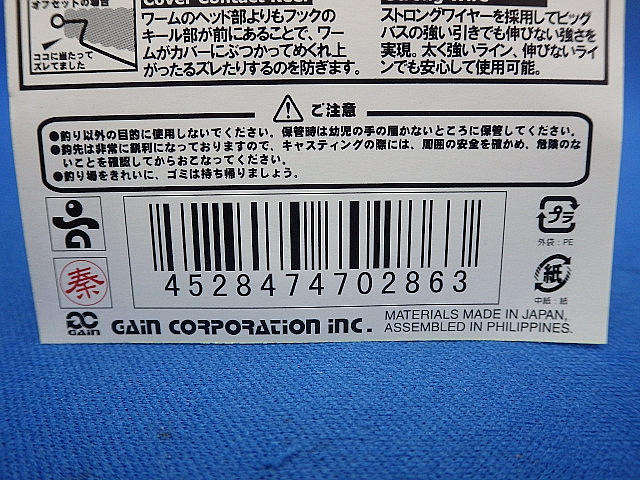 オフセットの場合
Cover Contact Keel
ワームのヘッド部よりもフックの
キール部が前にあることで、ワー
ムがカバーにぶつかってめくれ上
がったりズレたりするのを防ぎます。
ココに当たって
ズレてました
Strong Wire
ストロングワイヤーを採用してビッグ
バスの強い引きでも伸びない強さを
実現。太く強いライン、伸びないライ
ンでも安心して使用可能。
ご注意
●釣り以外の目的に使用しないでください。保管時は幼児の手の届かないところに保管してください。
●釣先は非常に鋭利になっておりますので、キャスティングの際には、周囲の安全を確かめ、危険のな
いことを確認してからおこなってください。
●釣り場をきれいに、ゴミは持ち帰りましょう。
4528474702863
プラ
外袋：PE
紙
中紙：紙
秦
GAIN
GAIN CORPORATION INC.
MATERIALS MADE IN JAPAN,
ASSEMBLED IN PHILIPPINES.